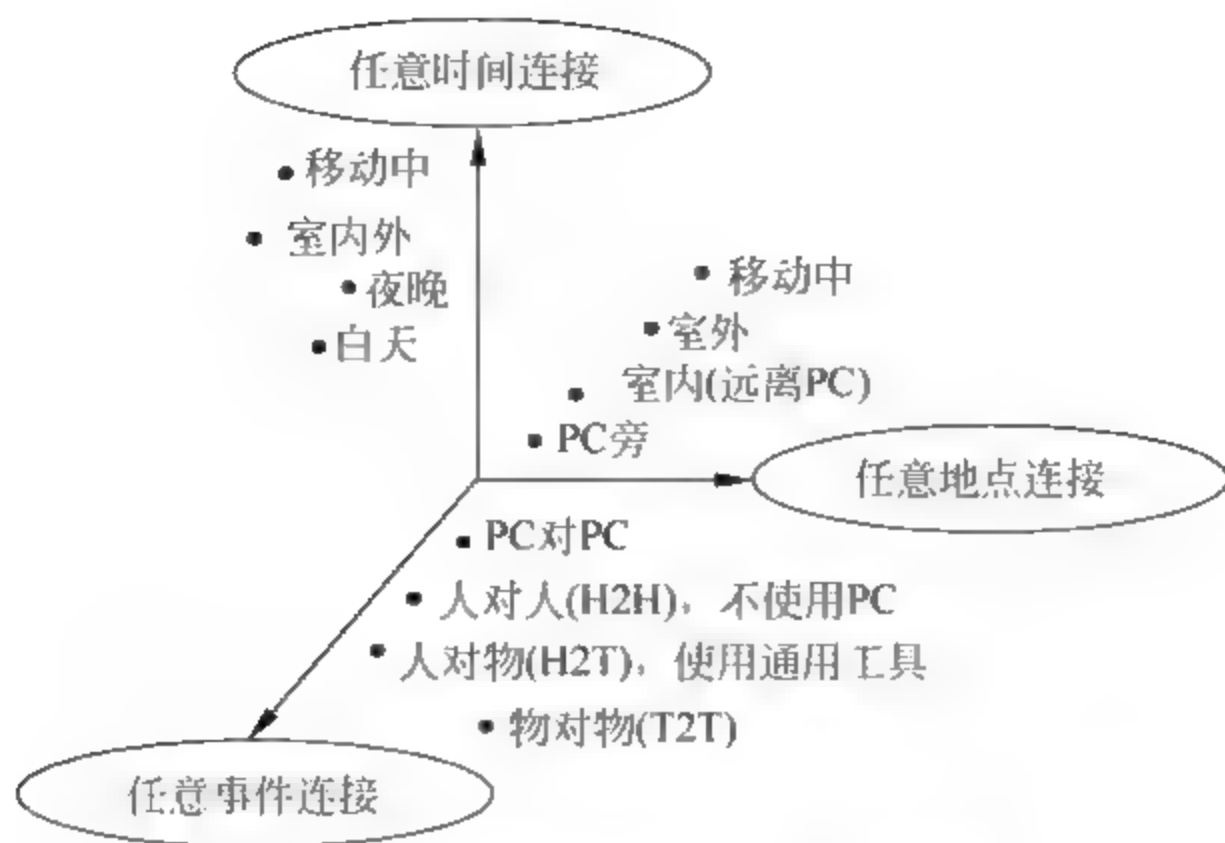 任意时间连接
• 移动中
• 室内外
• 夜晚
• 白天
• 移动中
• 室外
• 室内(远离PC)
• PC旁
任意地点连接
• PC对PC
• 人对人(H2H),不使用PC
• 人对物(H2T),使用通用工具
• 物对物(T2T)
任意事件连接